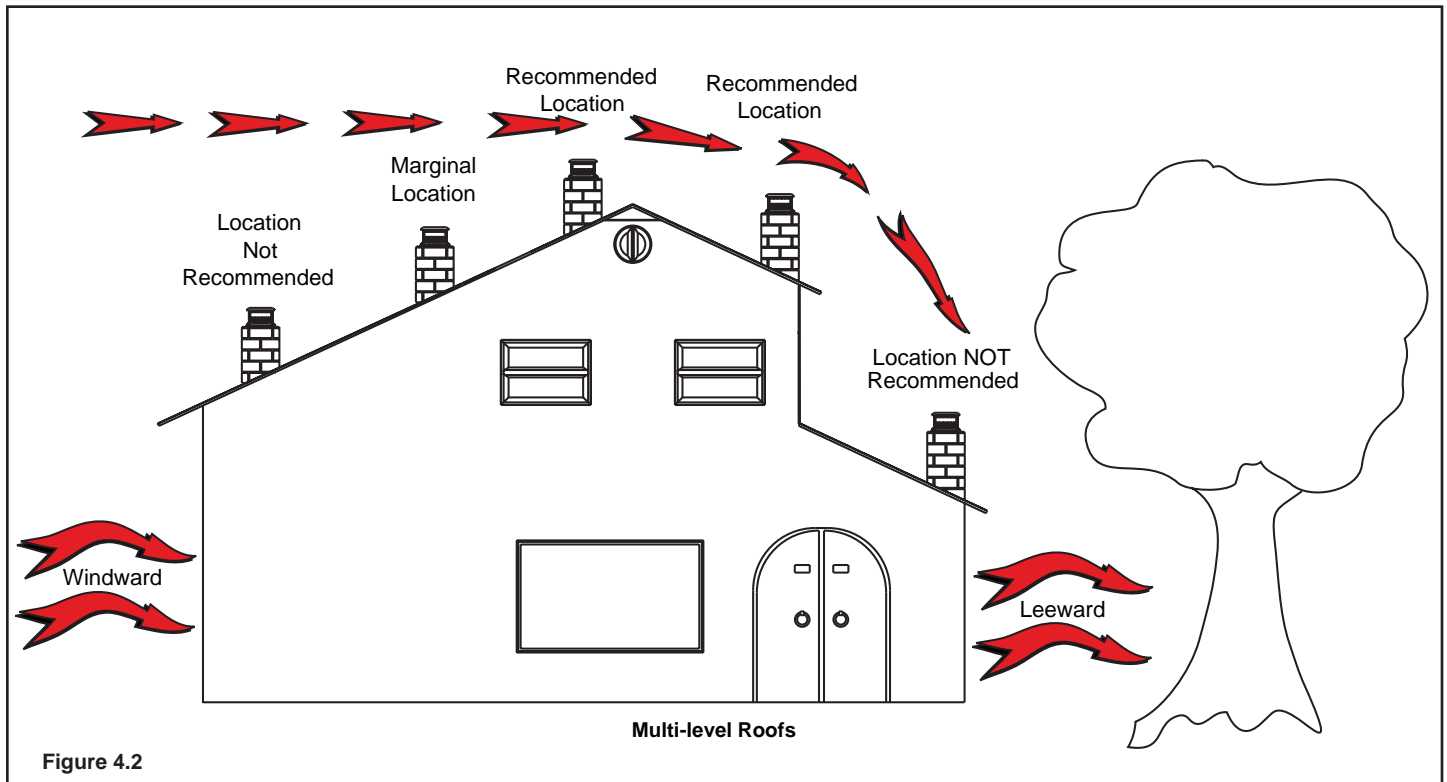 Recommended
Location
Recommended
Location
Marginal
Location
Location
Not
Recommended
Location NOT
Recommended
Windward
Leeward
Multi-level Roofs
Figure 4.2